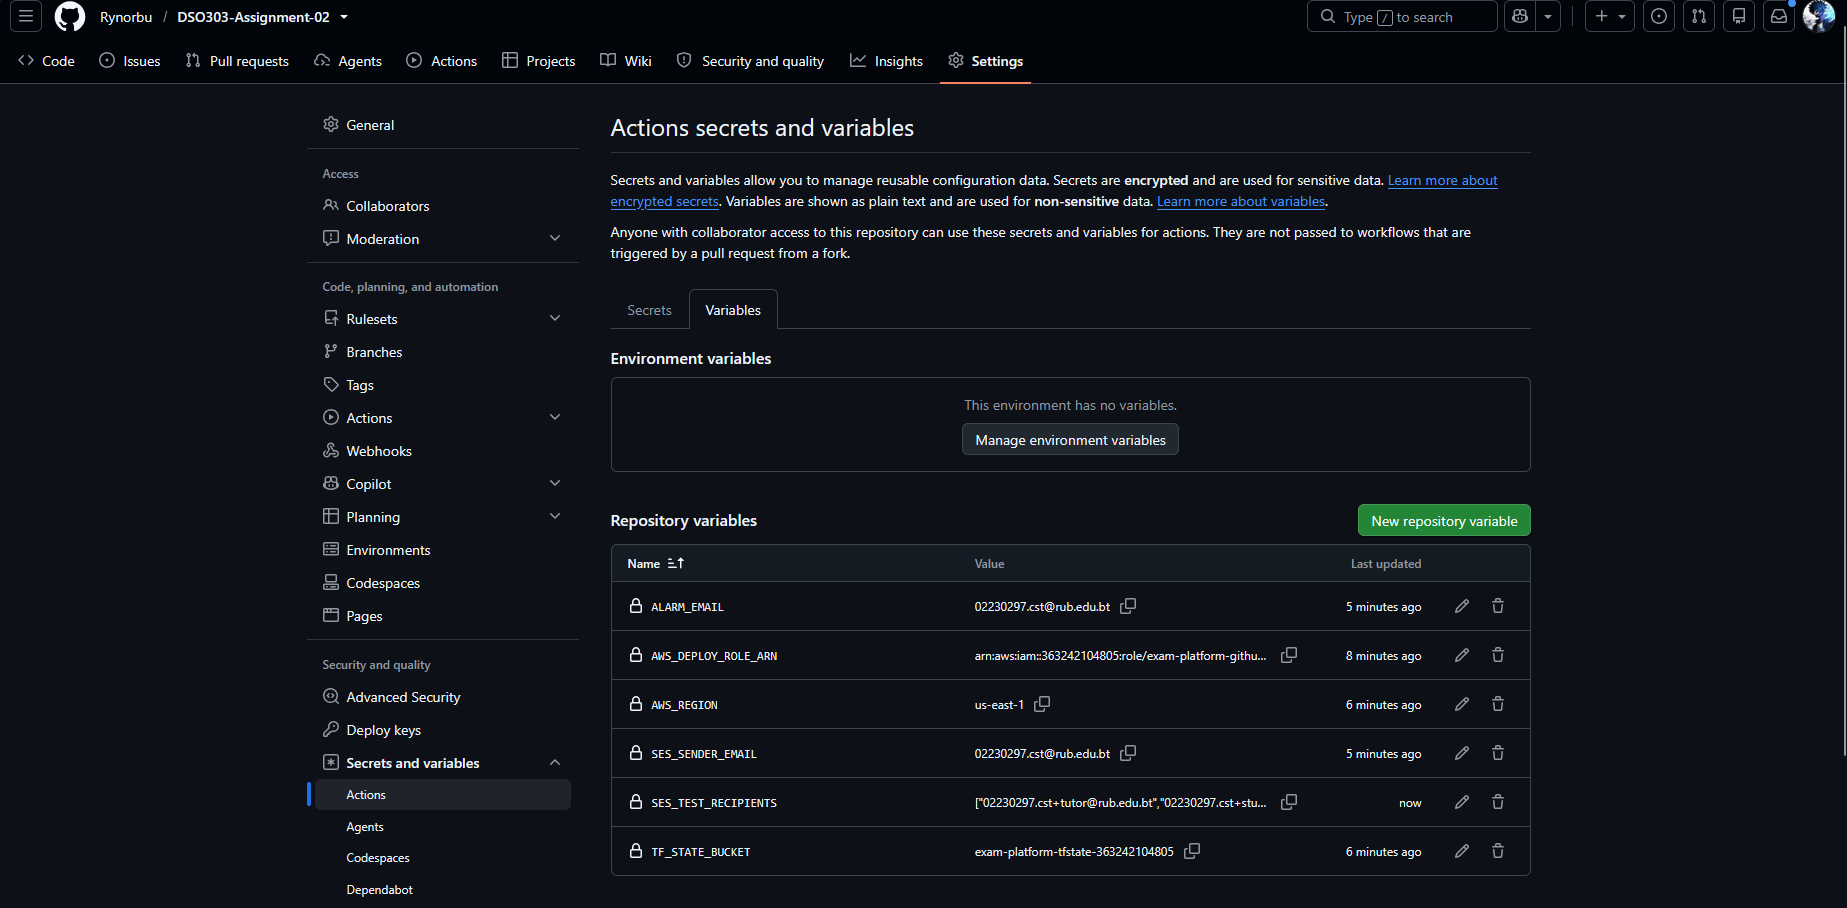 Rynorbu / DSO303-Assignment-02
Type / to search
Code
Issues
Pull requests
Agents
Actions
Projects
Wiki
Security and quality
Insights
Settings
General
Access
Collaborators
Moderation
Code, planning, and automation
Rulesets
Branches
Tags
Actions
Webhooks
Copilot
Planning
Environments
Codespaces
Pages
Security and quality
Advanced Security
Deploy keys
Secrets and variables
Actions
Agents
Codespaces
Dependabot
Actions secrets and variables
Secrets and variables allow you to manage reusable configuration data. Secrets are encrypted and are used for sensitive data. Learn more about
encrypted secrets. Variables are shown as plain text and are used for non-sensitive data. Learn more about variables.
Anyone with collaborator access to this repository can use these secrets and variables for actions. They are not passed to workflows that are
triggered by a pull request from a fork.
Secrets
Variables
Environment variables
This environment has no variables.
Manage environment variables
Repository variables
New repository variable
Name Value Last updated
ALARM_EMAIL 02230297.cst@rub.edu.bt 5 minutes ago
AWS_DEPLOY_ROLE_ARN arn:aws:iam::363242104805:role/exam-platform-githu... 8 minutes ago
AWS_REGION us-east-1 6 minutes ago
SES_SENDER_EMAIL 02230297.cst@rub.edu.bt 5 minutes ago
SES_TEST_RECIPIENTS ["02230297.cst+tutor@rub.edu.bt","02230297.cst+stu... now
TF_STATE_BUCKET exam-platform-tfstate-363242104805 6 minutes ago